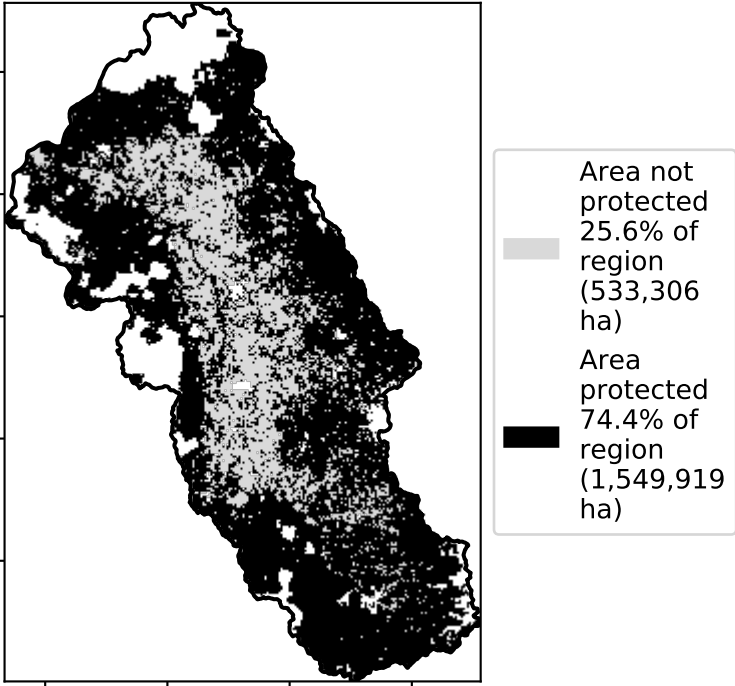 Area not
protected
25.6% of
region
(533,306
ha)
Area
protected
74.4% of
region
(1,549,919
ha)